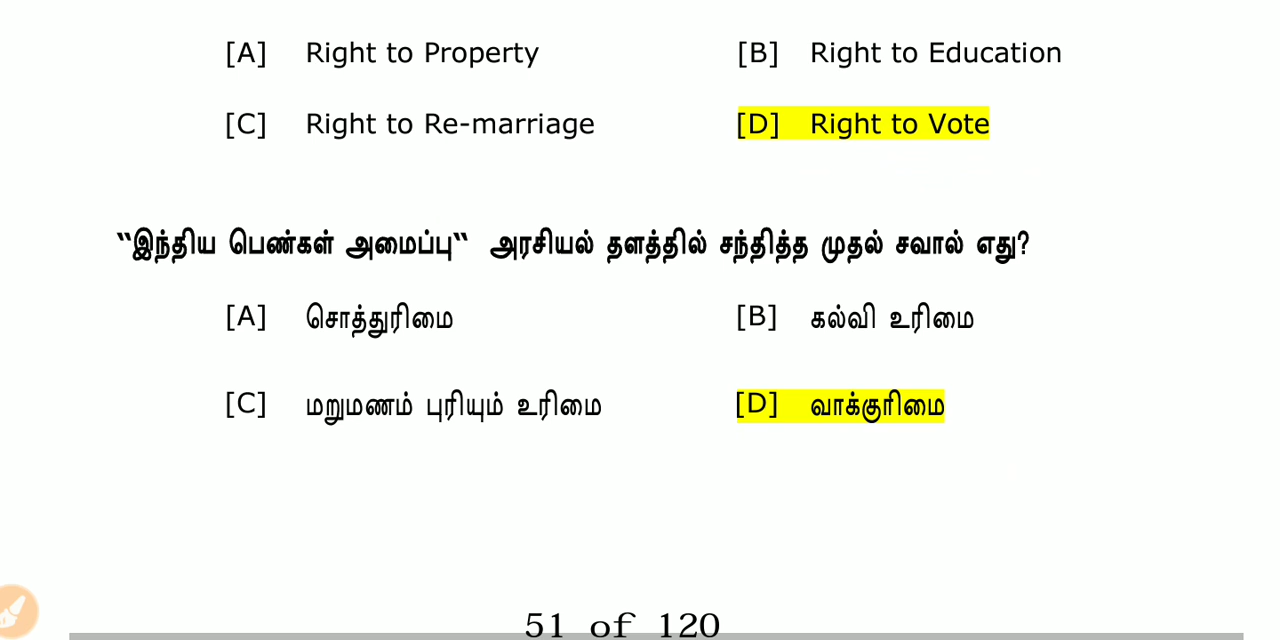 [A] Right to Property [B] Right to Education
[C] Right to Re-marriage [D] Right to Vote
“இந்திய பெண்கள் அமைப்பு“ அரசியல் தளத்தில் சந்தித்த முதல் சவால் எது?
[A] சொத்துரிமை [B] கல்வி உரிமை
[C] மறுமணம் புரியும் உரிமை [D] வாக்குரிமை
51 of 120